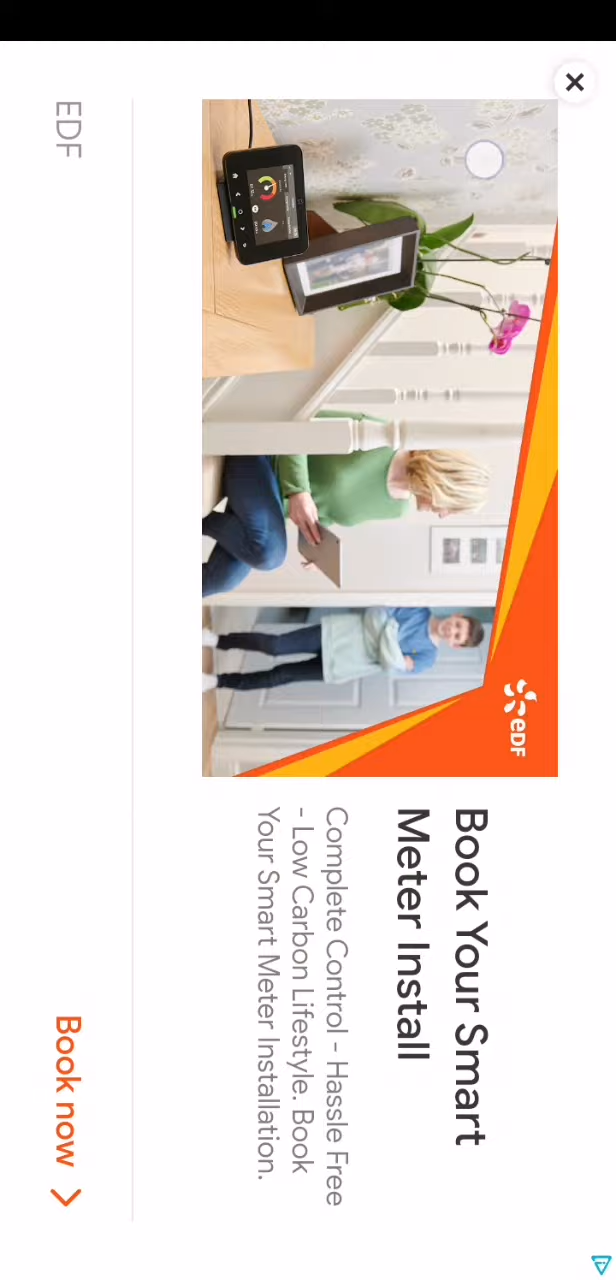 eDF
Book Your Smart
Meter Install
Complete Control - Hassle Free
- Low Carbon Lifestyle. Book
Your Smart Meter Installation.
EDF
Book now